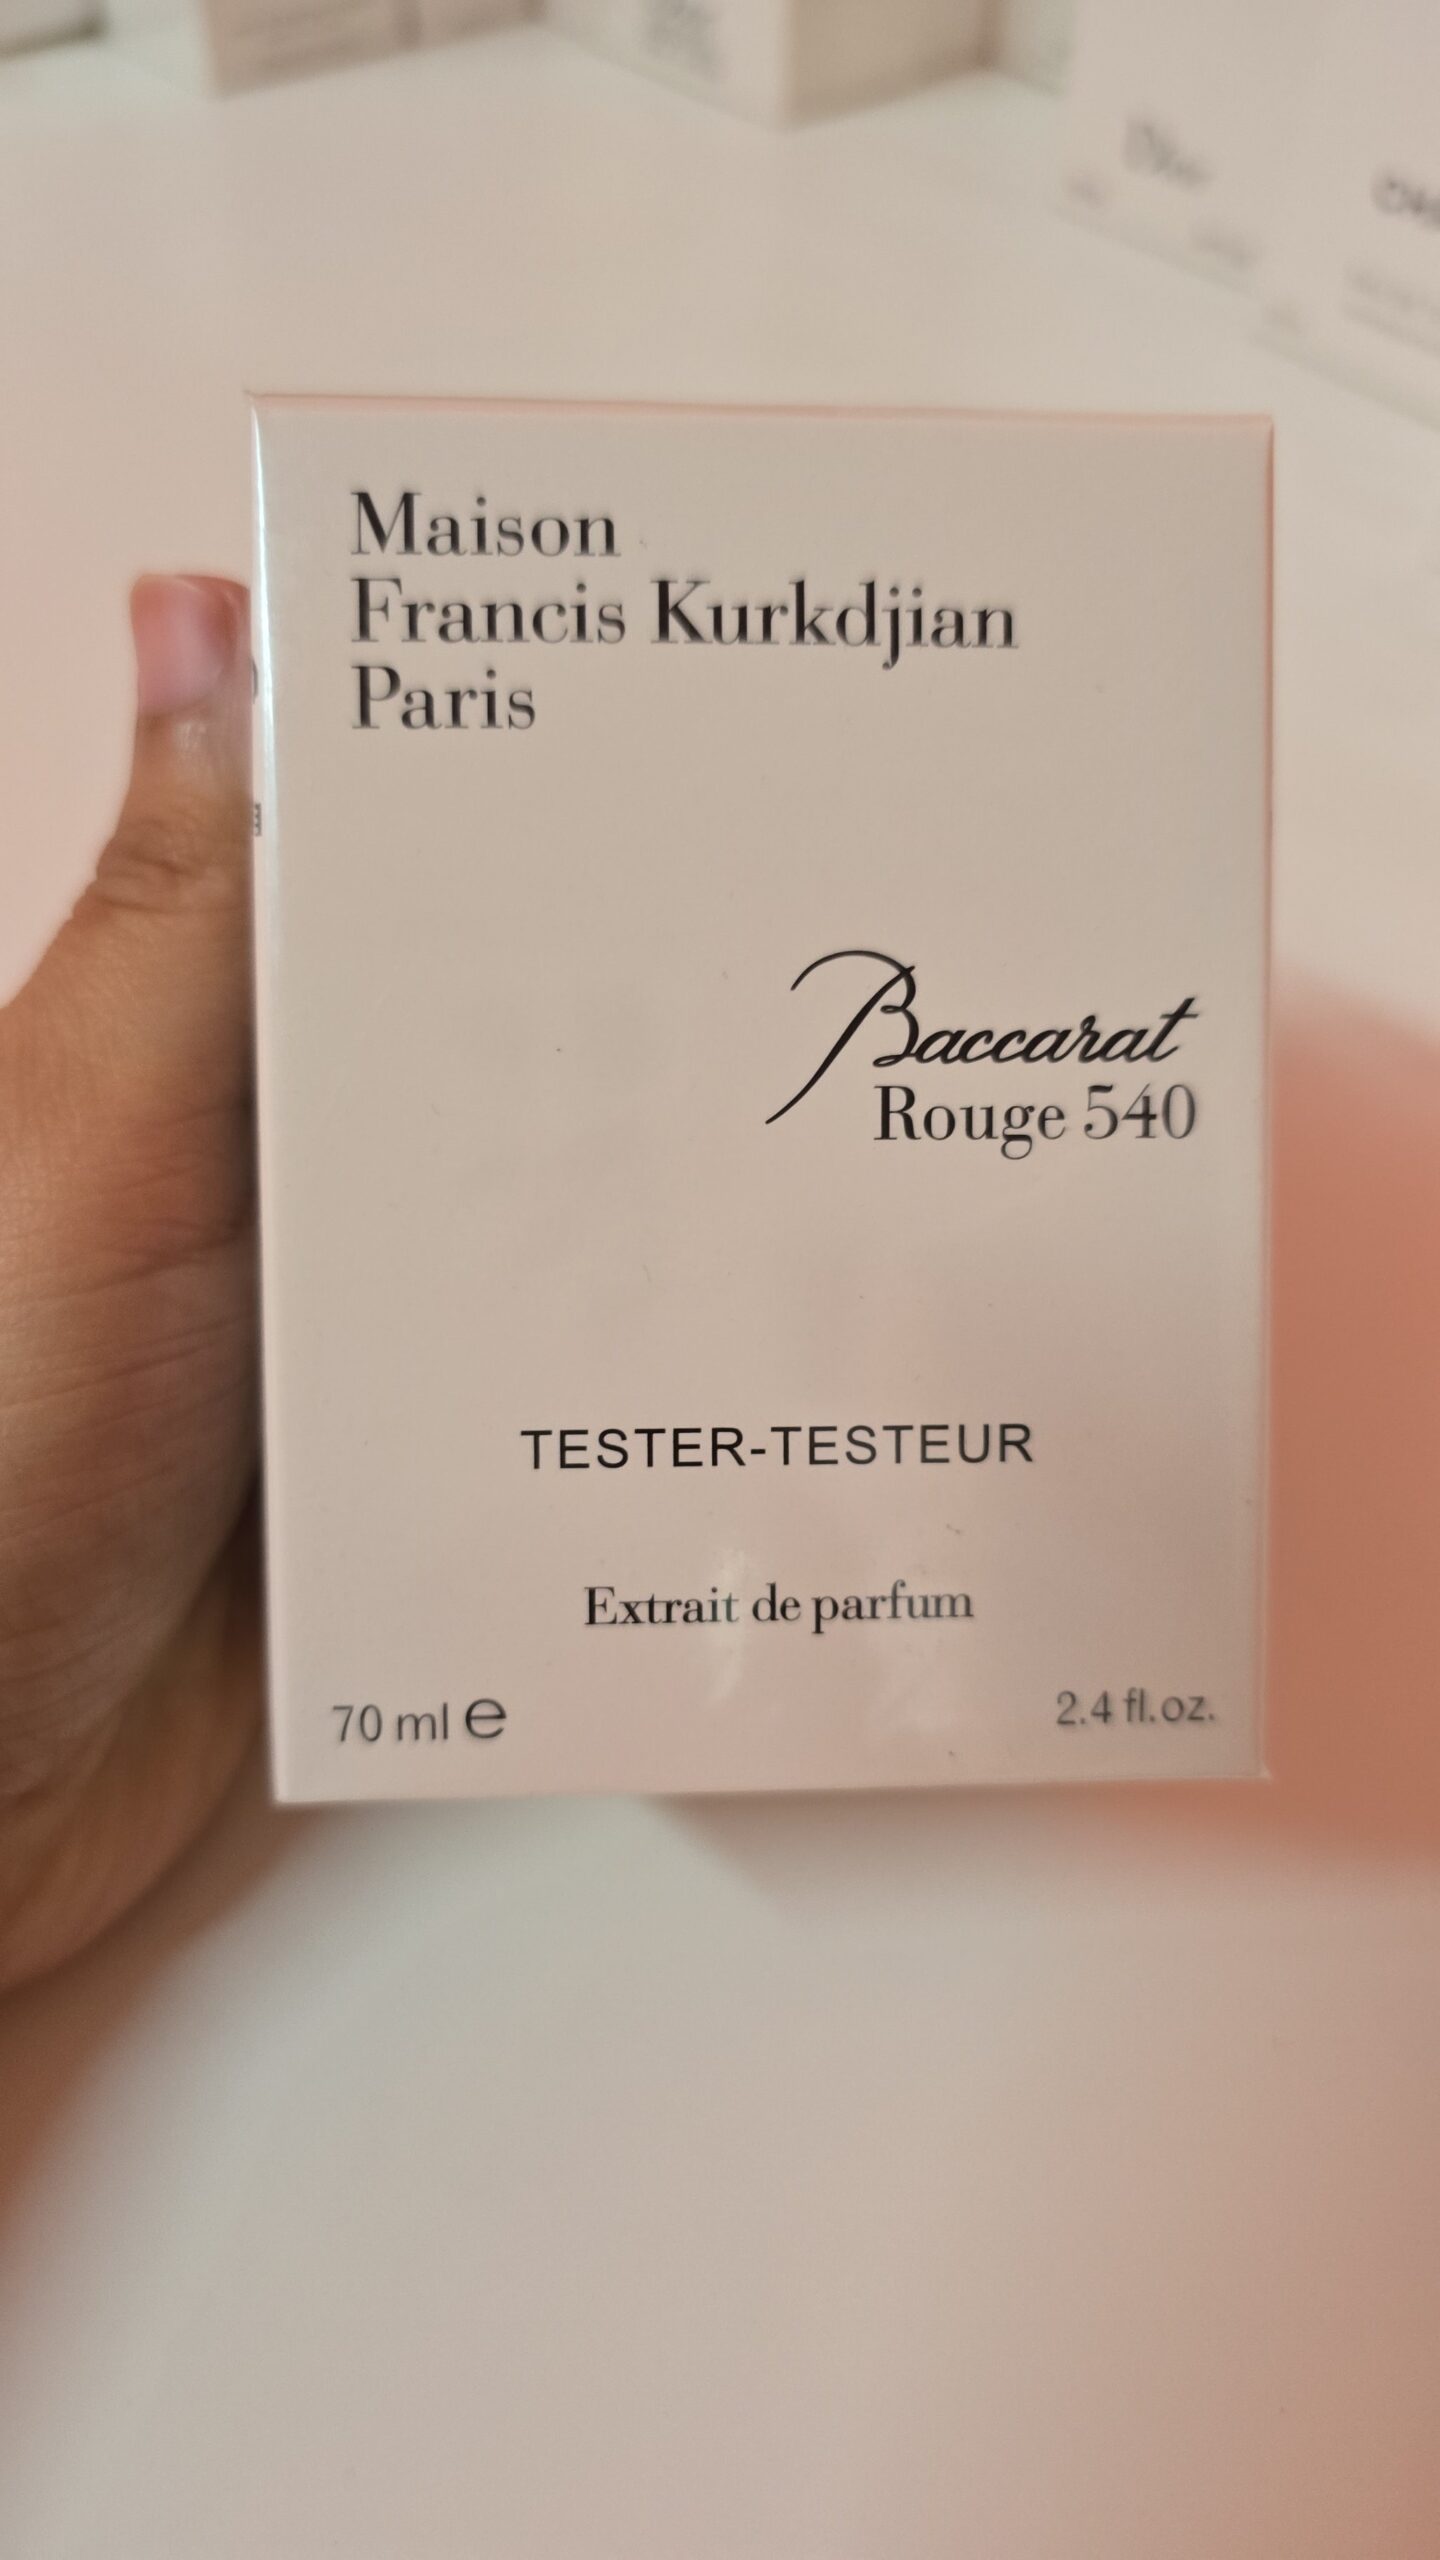 Maison
Francis Kurkdjian
Paris
Baccarat
Rouge 540
TESTER-TESTEUR
Extrait de parfum
70 ml e
2.4 fl.oz.